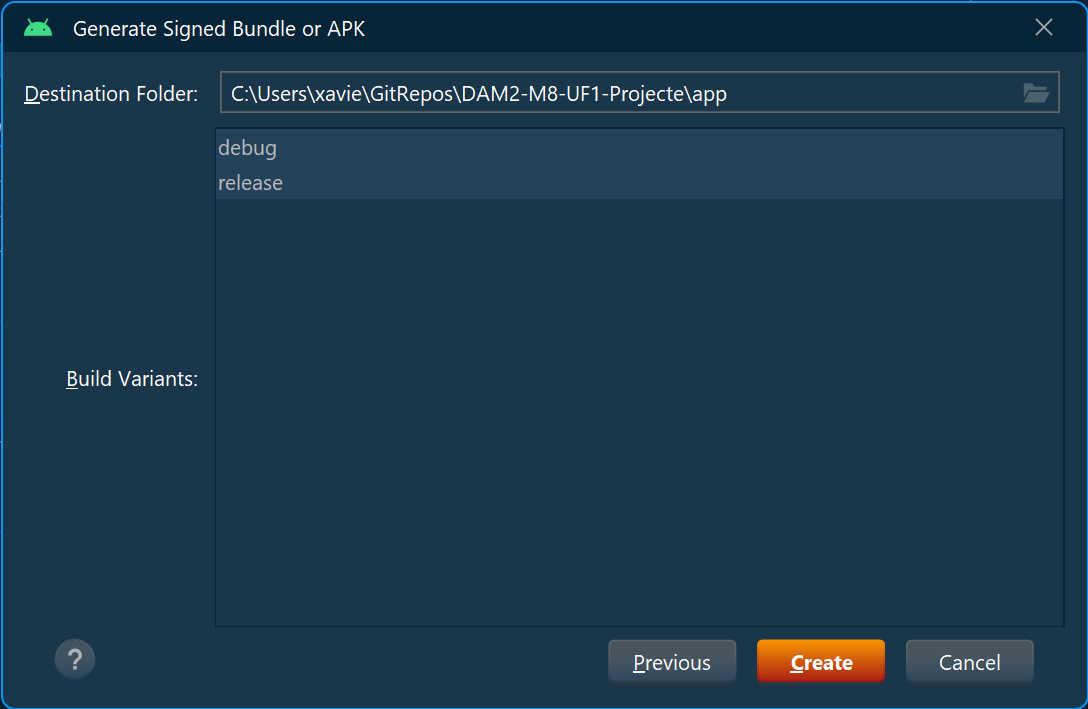 Generate Signed Bundle or APK
Destination Folder: C:\Users\xavie\GitRepos\DAM2-M8-UF1-Projecte\app
debug
release
Build Variants:
? Previous Create Cancel